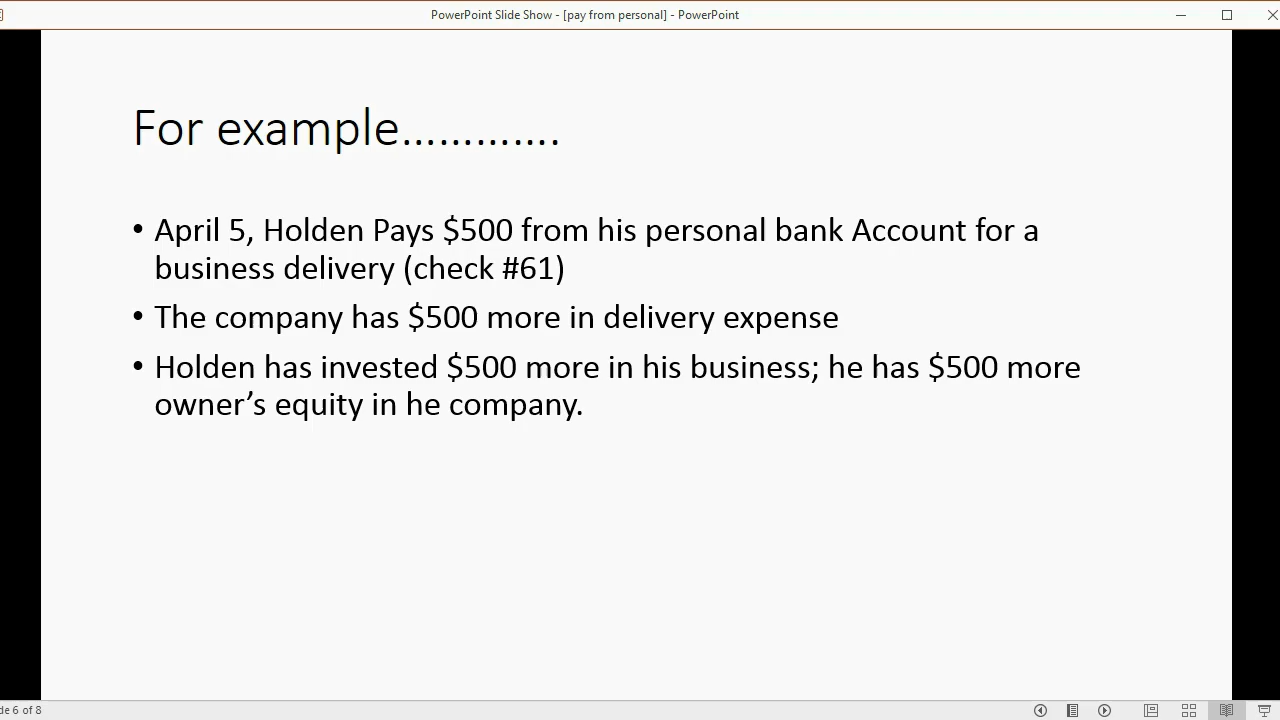 PowerPoint Slide Show - [pay from personal] - PowerPoint
For example.............
• April 5, Holden Pays $500 from his personal bank Account for a
business delivery (check #61)
• The company has $500 more in delivery expense
• Holden has invested $500 more in his business; he has $500 more
owner’s equity in he company.
de 6 of 8